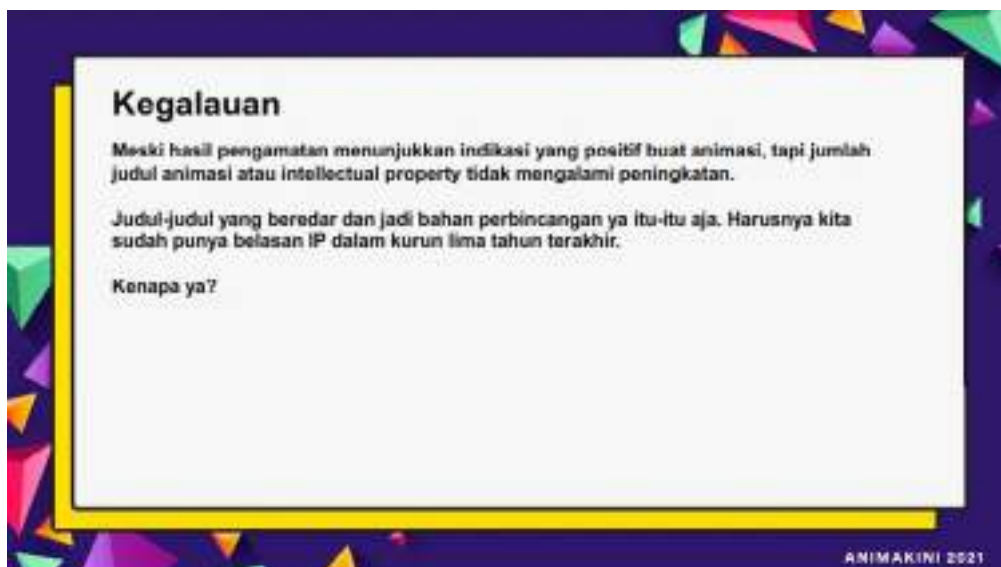 Kegalauan
Meski hasil pengamatan menunjukkan indikasi yang positif buat animasi, tapi jumlah
judul animasi atau intellectual property tidak mengalami peningkatan.
Judul-judul yang beredar dan jadi bahan perbincangan ya itu-itu aja. Harusnya kita
sudah punya belasan IP dalam kurun lima tahun terakhir.
Kenapa ya?
ANIMAKINI 2021